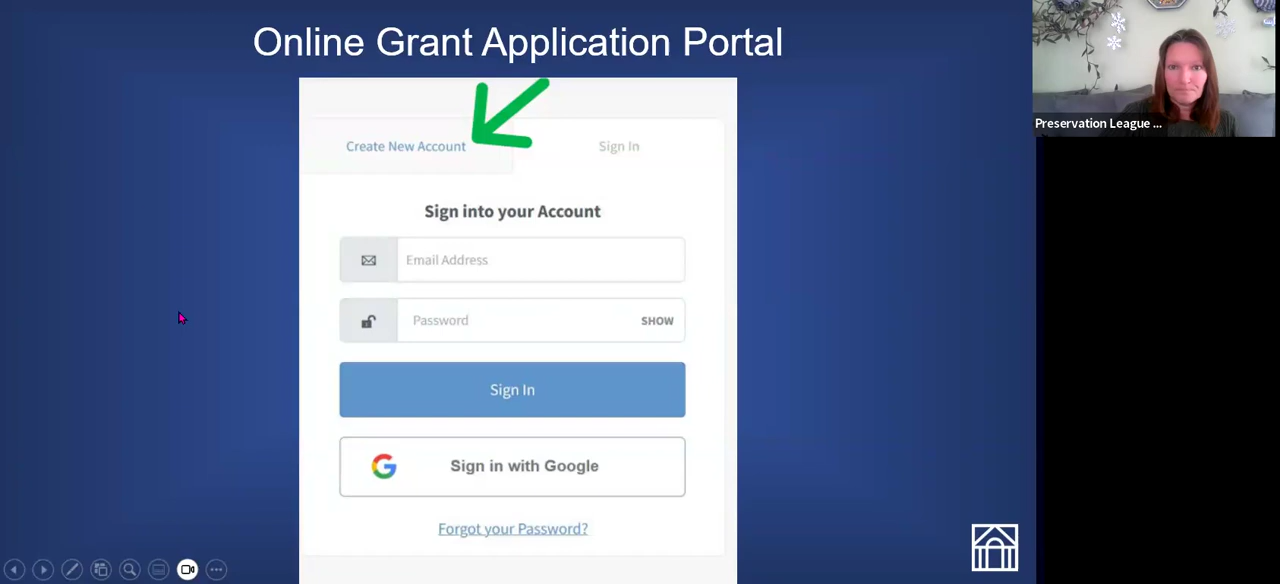 Online Grant Application Portal
Preservation League ...
Create New Account
Sign In
Sign into your Account
Email Address
Password
SHOW
Sign In
G
Sign in with Google
Forgot your Password?